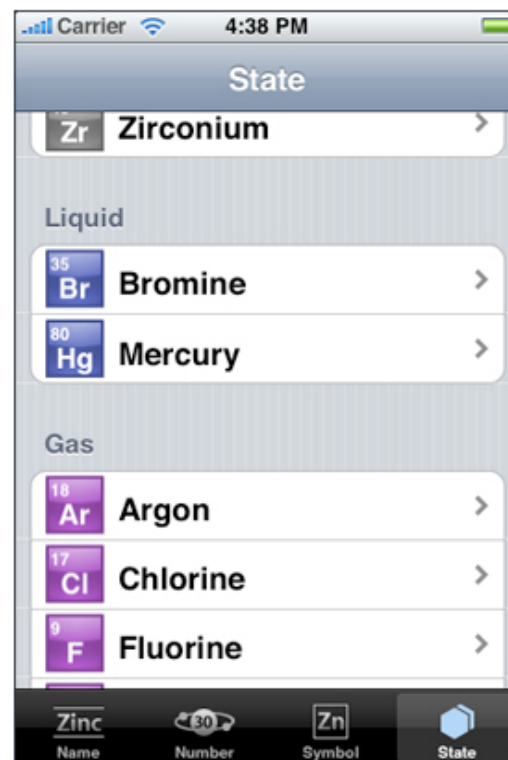 Carrier 4:38 PM
State
Zr Zirconium
Liquid
35
Br Bromine
80
Hg Mercury
Gas
18
Ar Argon
17
Cl Chlorine
9
F Fluorine
Zinc 30 Zn
Name Number Symbol State